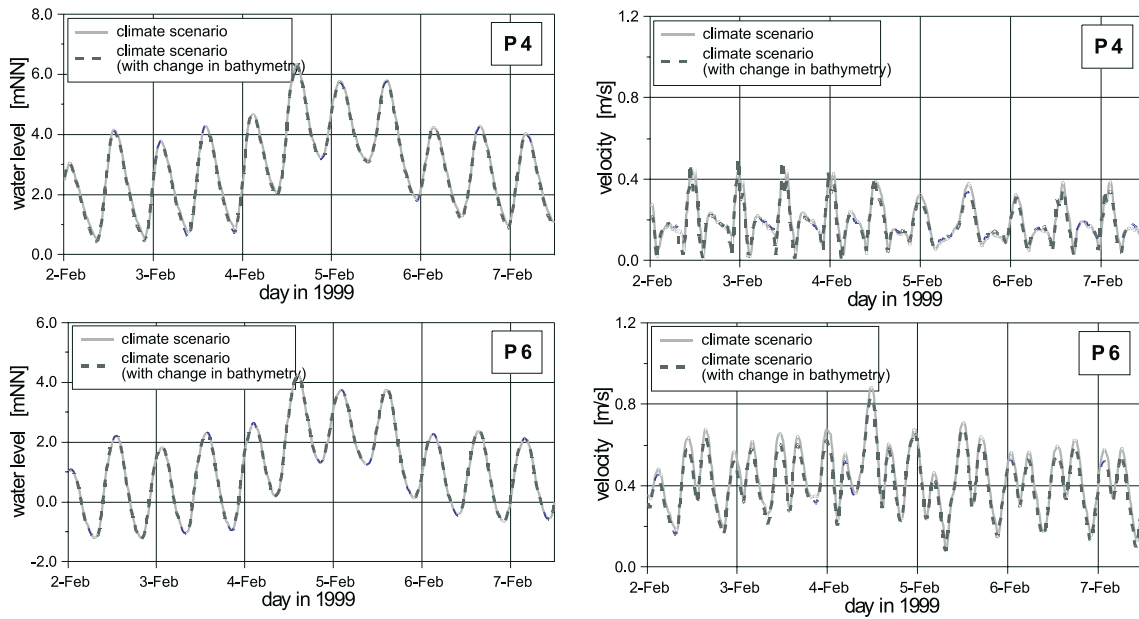 8.0
6.0
4.0
2.0
0.0
water level [mNN]
climate scenario
climate scenario
(with change in bathymetry)
P 4
2-Feb 3-Feb 4-Feb 5-Feb 6-Feb 7-Feb
day in 1999
1.2
0.8
0.4
0.0
velocity [m/s]
climate scenario
climate scenario
(with change in bathymetry)
P 4
2-Feb 3-Feb 4-Feb 5-Feb 6-Feb 7-Feb
day in 1999
6.0
4.0
2.0
0.0
-2.0
water level [mNN]
climate scenario
climate scenario
(with change in bathymetry)
P 6
2-Feb 3-Feb 4-Feb 5-Feb 6-Feb 7-Feb
day in 1999
1.2
0.8
0.4
0.0
velocity [m/s]
climate scenario
climate scenario
(with change in bathymetry)
P 6
2-Feb 3-Feb 4-Feb 5-Feb 6-Feb 7-Feb
day in 1999